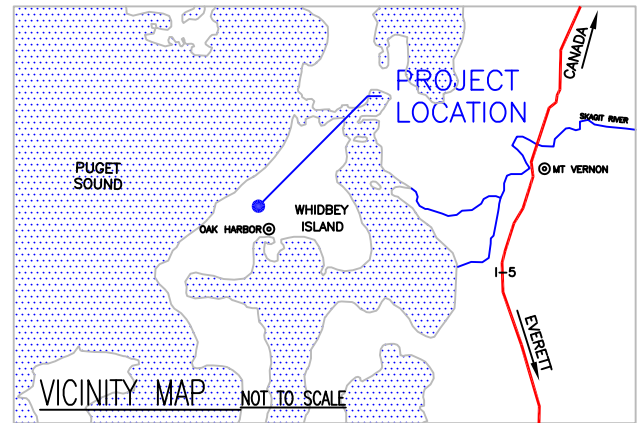 CANADA
PROJECT
LOCATION
SKAGIT RIVER
PUGET
SOUND
MT VERNON
WHIDBEY
ISLAND
OAK HARBOR
I-5
EVERETT
VICINITY MAP NOT TO SCALE